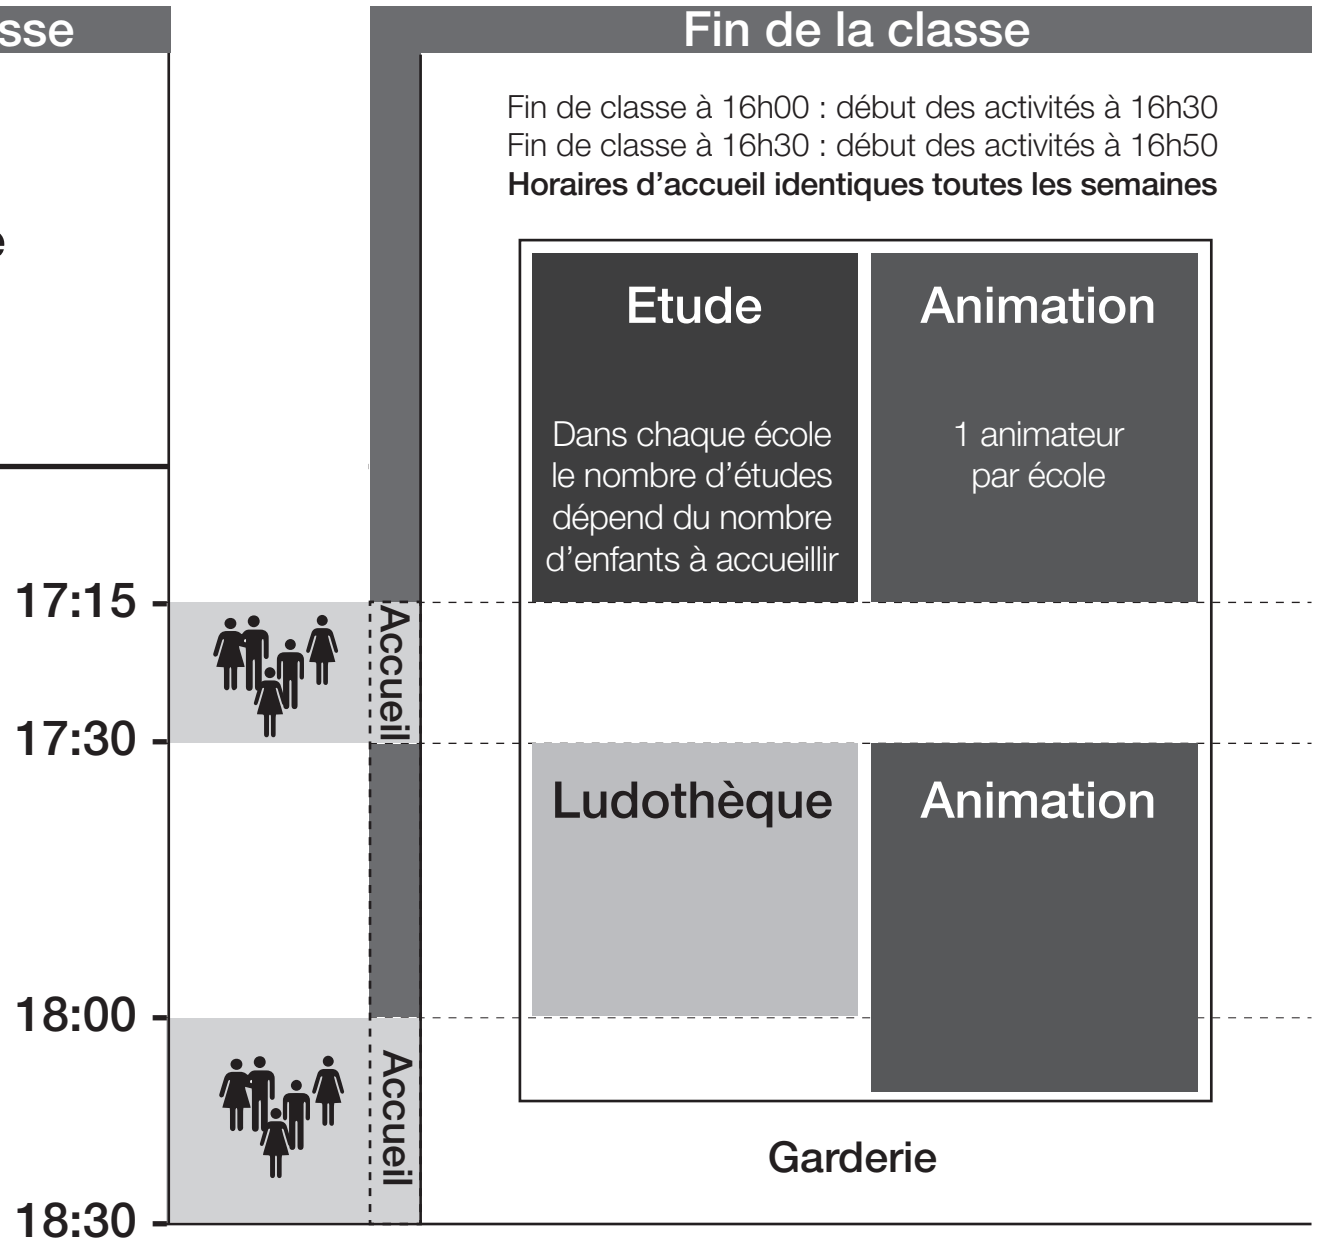 sse
Fin de la classe
Fin de classe à 16h00 : début des activités à 16h30
Fin de classe à 16h30 : début des activités à 16h50
Horaires d'accueil identiques toutes les semaines
e
Etude
Dans chaque école
le nombre d'études
dépend du nombre
d'enfants à accueillir
Animation
1 animateur
par école
17:15
Accueil
17:30
Ludothèque
Animation
18:00
Accueil
Garderie
18:30